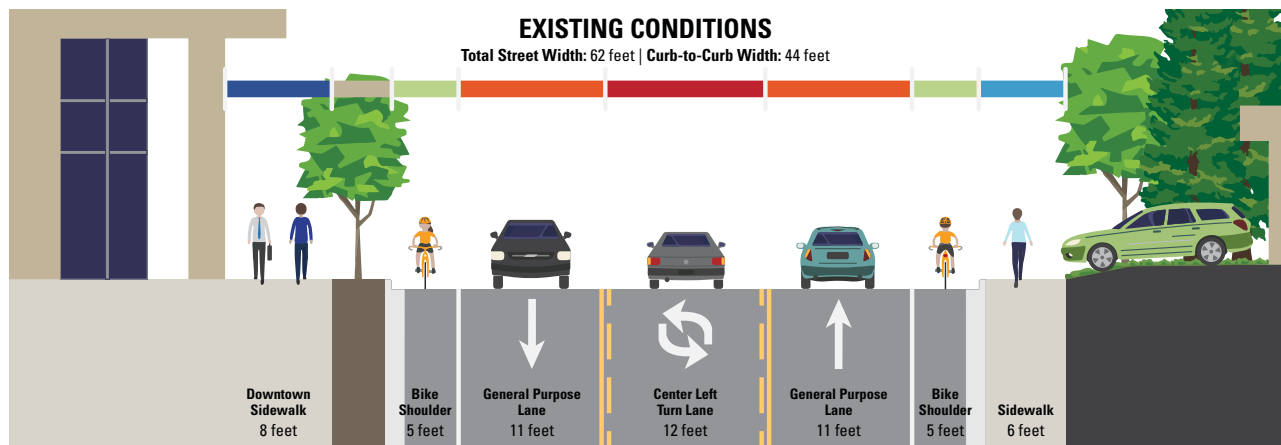 EXISTING CONDITIONS
Total Street Width: 62 feet | Curb-to-Curb Width: 44 feet
Downtown
Sidewalk
8 feet
Bike
Shoulder
5 feet
General Purpose
Lane
11 feet
Center Left
Turn Lane
12 feet
General Purpose
Lane
11 feet
Bike
Shoulder
5 feet
Sidewalk
6 feet